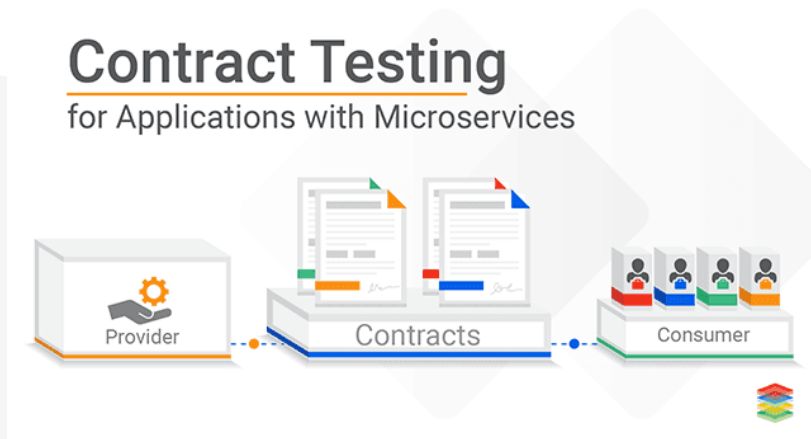 Contract Testing
for Applications with Microservices
Provider
Contracts
Consumer